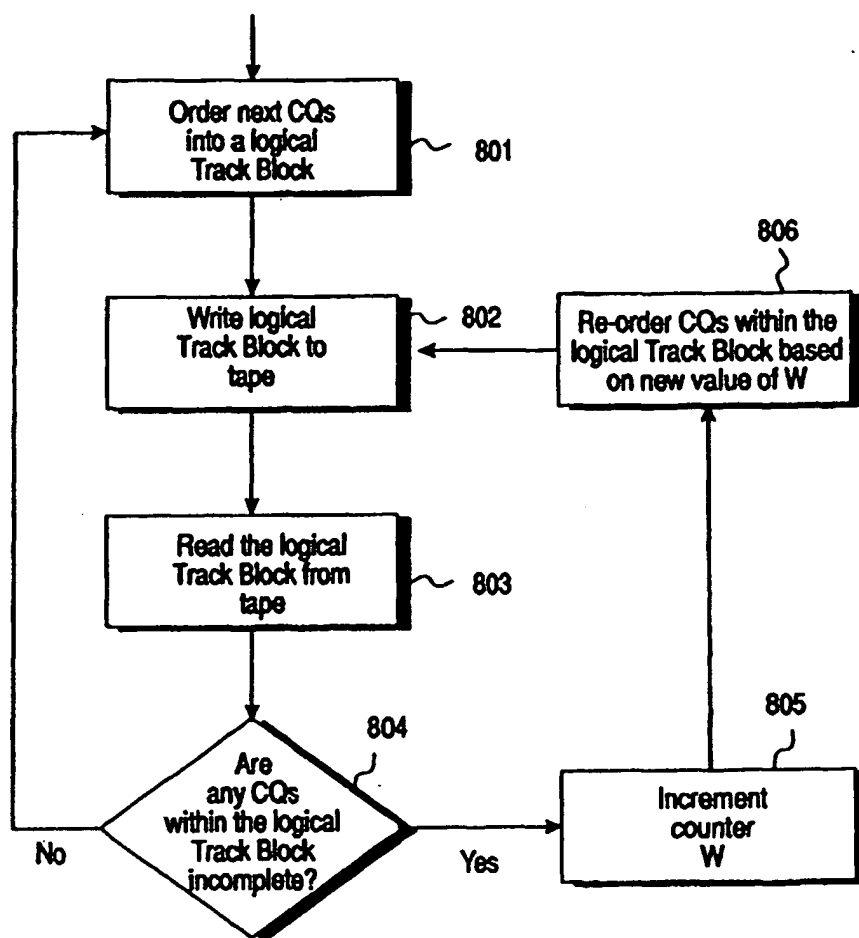 Order next CQs
into a logical
Track Block
801
Write logical
Track Block to
tape
802
806
Re-order CQs within the
logical Track Block based
on new value of W
Read the logical
Track Block from
tape
803
804
Are
any CQs
within the logical
Track Block
incomplete?
No
Yes
805
Increment
counter
W